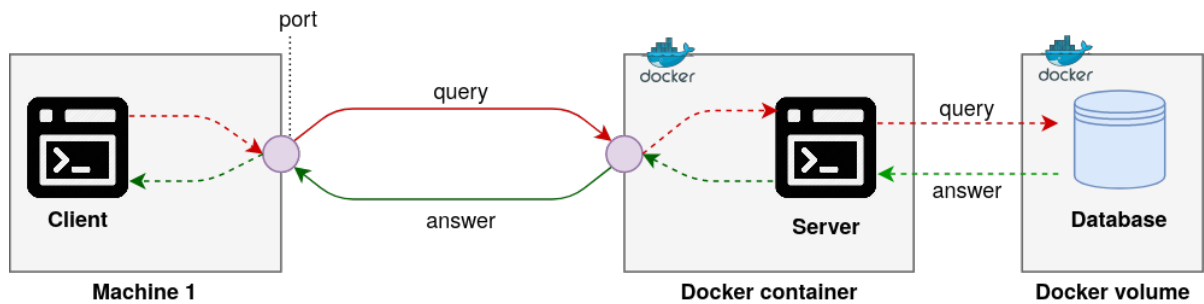 port
docker
docker
query
query
answer
answer
Client
Server
Database
Machine 1
Docker container
Docker volume